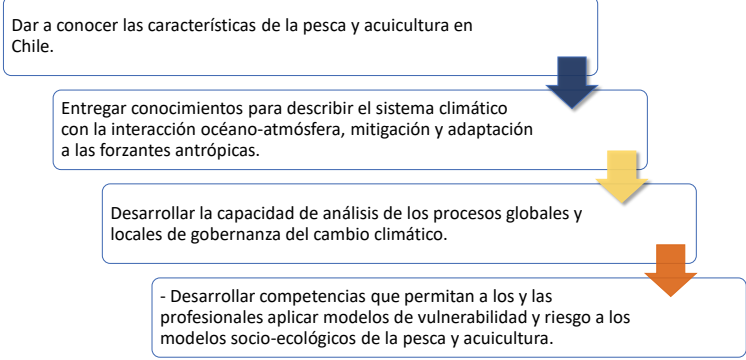 Dar a conocer las características de la pesca y acuicultura en
Chile.
Entregar conocimientos para describir el sistema climático
con la interacción océano-atmósfera, mitigación y adaptación
a las forzantes antrópicas.
Desarrollar la capacidad de análisis de los procesos globales y
locales de gobernanza del cambio climático.
- Desarrollar competencias que permitan a los y las
profesionales aplicar modelos de vulnerabilidad y riesgo a los
modelos socio-ecológicos de la pesca y acuicultura.